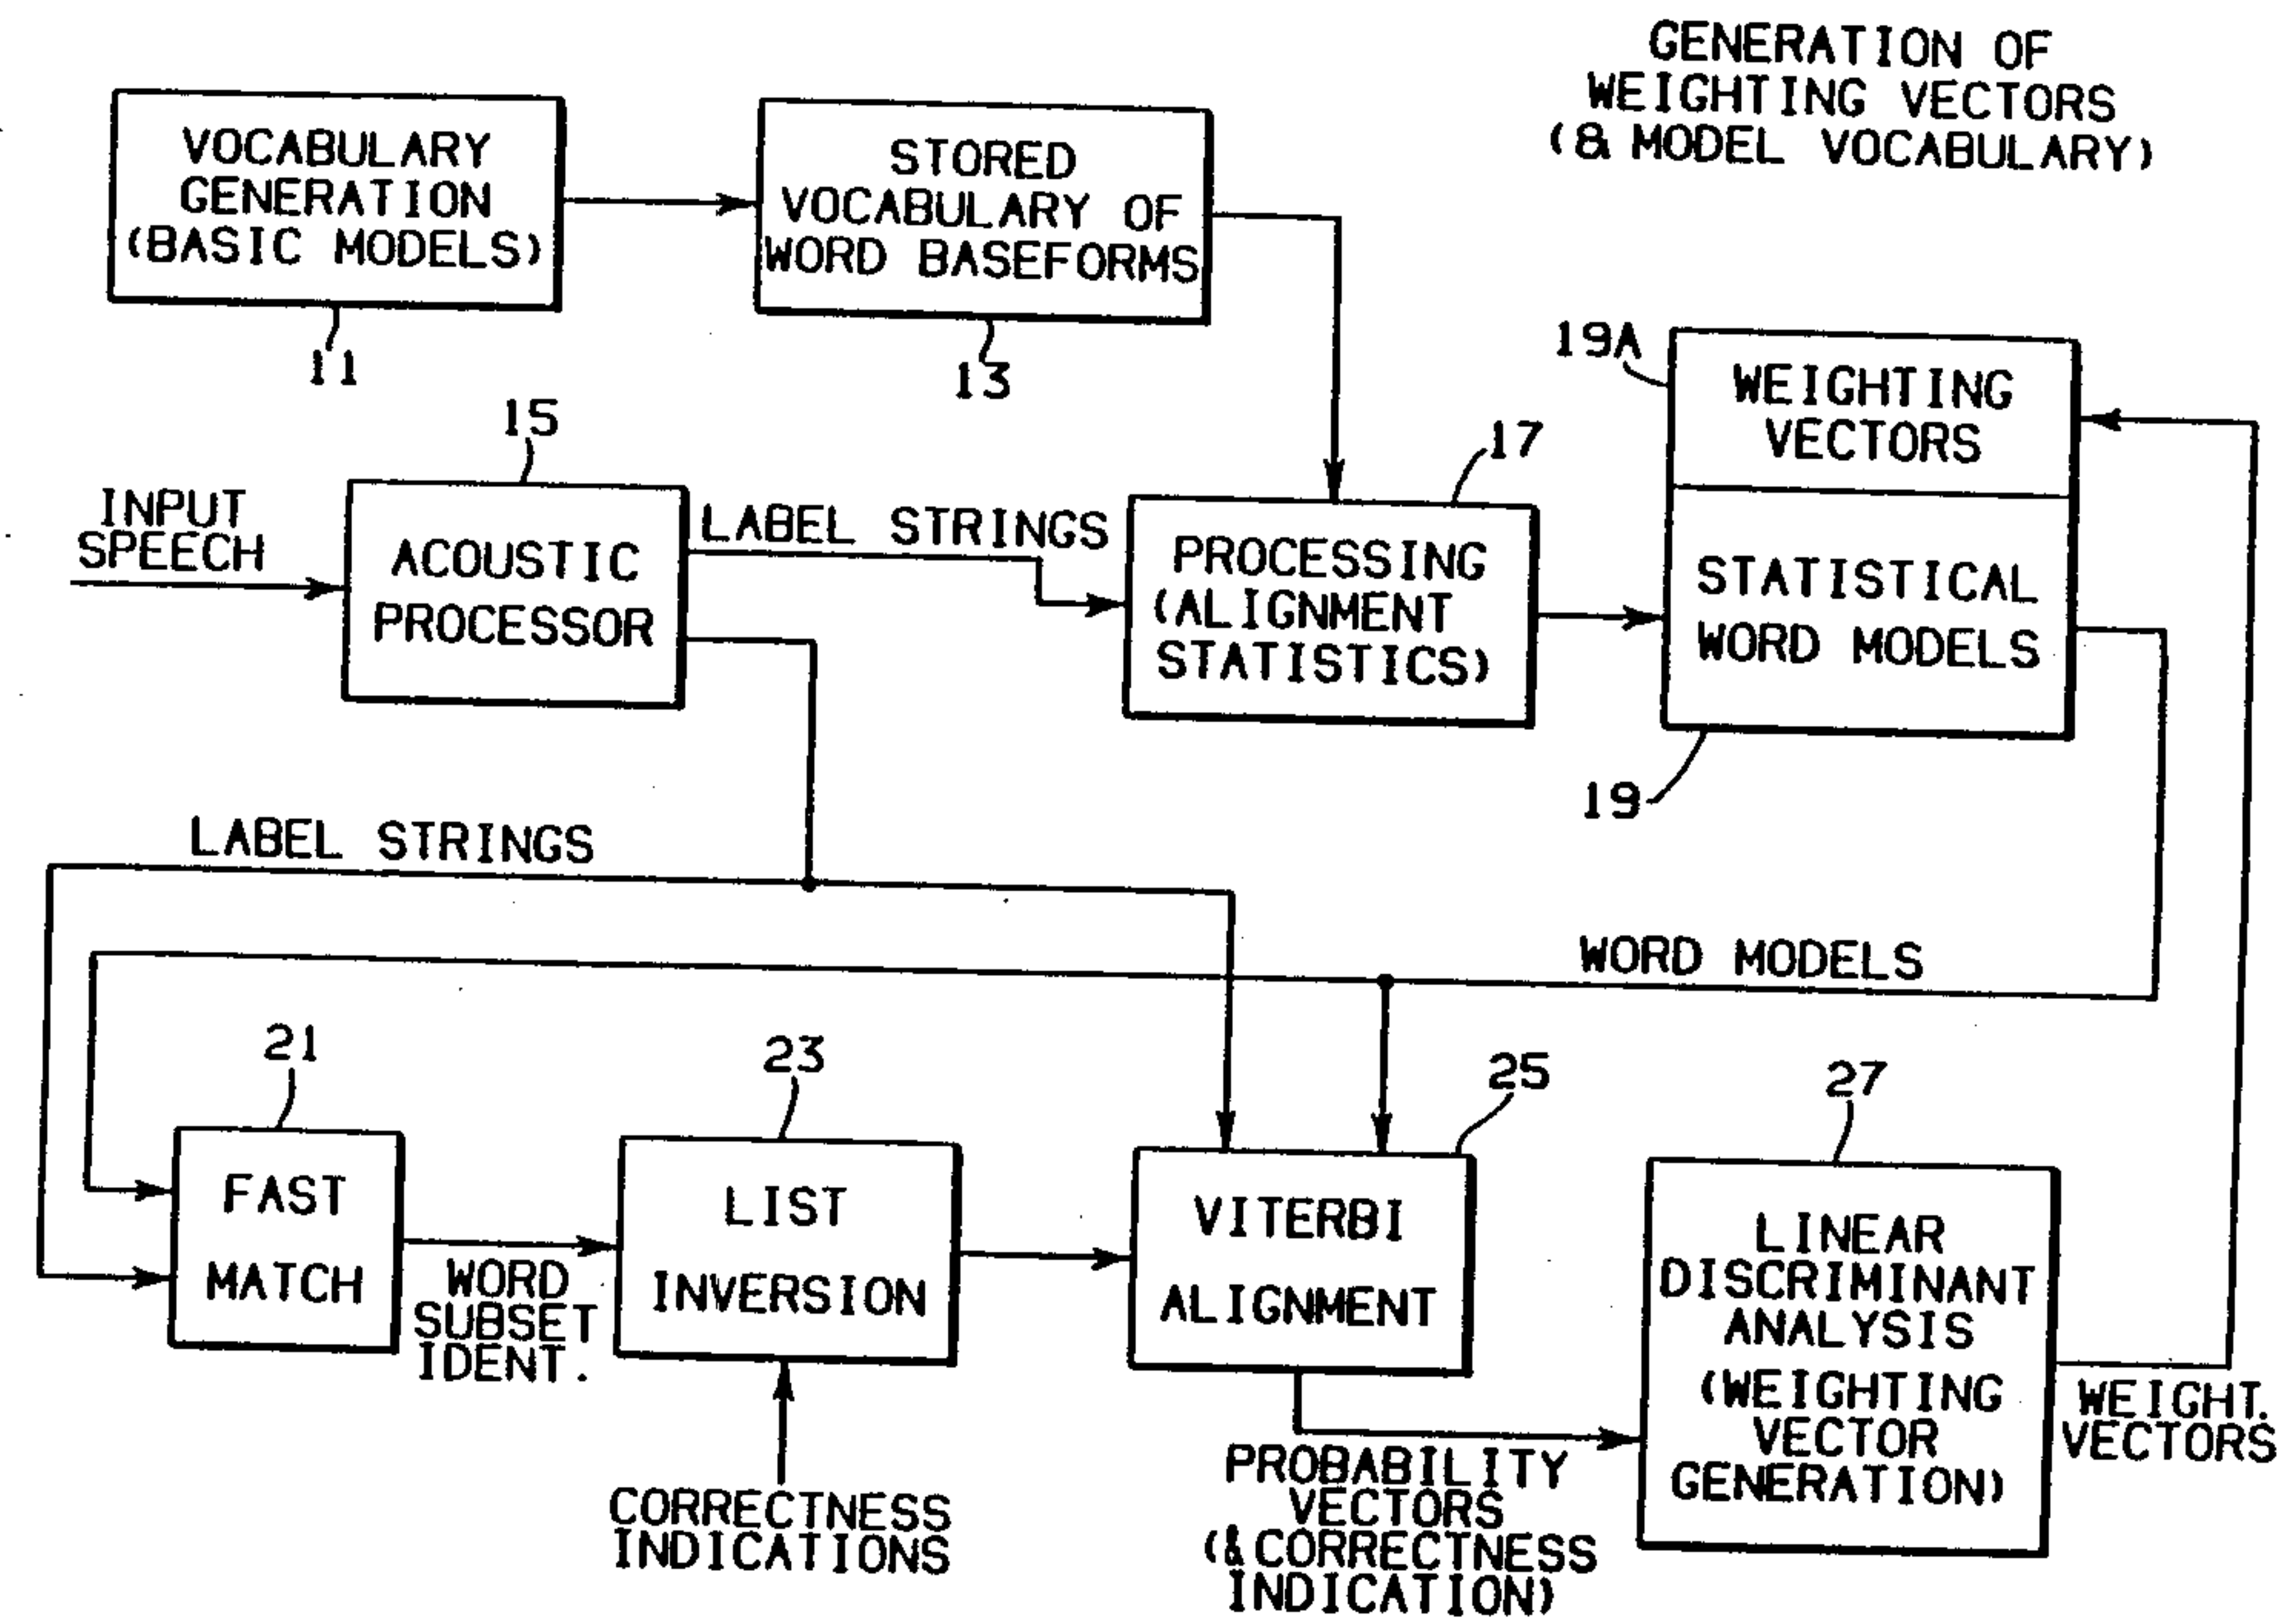 GENERATION OF
WEIGHTING VECTORS
(& MODEL VOCABULARY)
VOCABULARY
GENERATION
(BASIC MODELS)
11
STORED
VOCABULARY OF
WORD BASEFORMS
13
19A
WEIGHTING
VECTORS
STATISTICAL
WORD MODELS
19
15
INPUT
SPEECH
ACOUSTIC
PROCESSOR
LABEL STRINGS
17
PROCESSING
(ALIGNMENT
STATISTICS)
LABEL STRINGS
WORD MODELS
21
FAST
MATCH
WORD
SUBSET
IDENT.
23
LIST
INVERSION
CORRECTNESS
INDICATIONS
25
VITERBI
ALIGNMENT
PROBABILITY
VECTORS
(& CORRECTNESS
INDICATION)
27
LINEAR
DISCRIMINANT
ANALYSIS
(WEIGHTING
VECTOR
GENERATION)
WEIGHT.
VECTORS